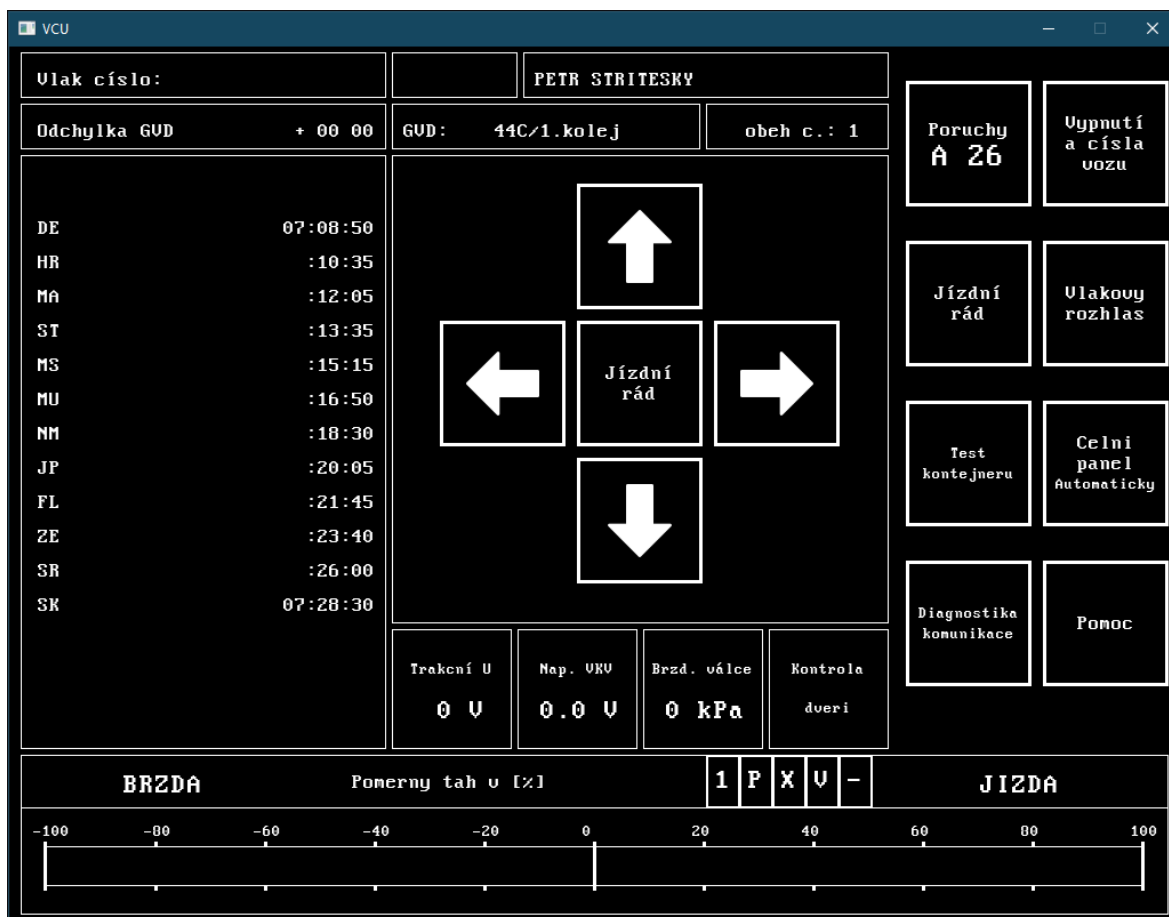 VCU
Vlak císlo:
PETR STRITESKY
Odchylka GVD + 00 00
GVD: 44C/1.kolej
obeh c.: 1
DE 07:08:50
HR :10:35
MA :12:05
ST :13:35
MS :15:15
MU :16:50
NM :18:30
JP :20:05
FL :21:45
ZE :23:40
SR :26:00
SK 07:28:30
Jízdní
rád
Trakcní U
0 V
Nap. VKV
0.0 V
Brzd. válce
0 kPa
Kontrola
dveri
Poruchy
A 26
Vypnutí
a císla
vozu
Jízdní
rád
Vlakovy
rozhlas
Test
kontejneru
Celni
panel
Automaticky
Diagnostika
komunikace
Pomoc
BRZDA
Pomerny tah v [%]
1 P X V -
JIZDA
-100 -80 -60 -40 -20 0 20 40 60 80 100